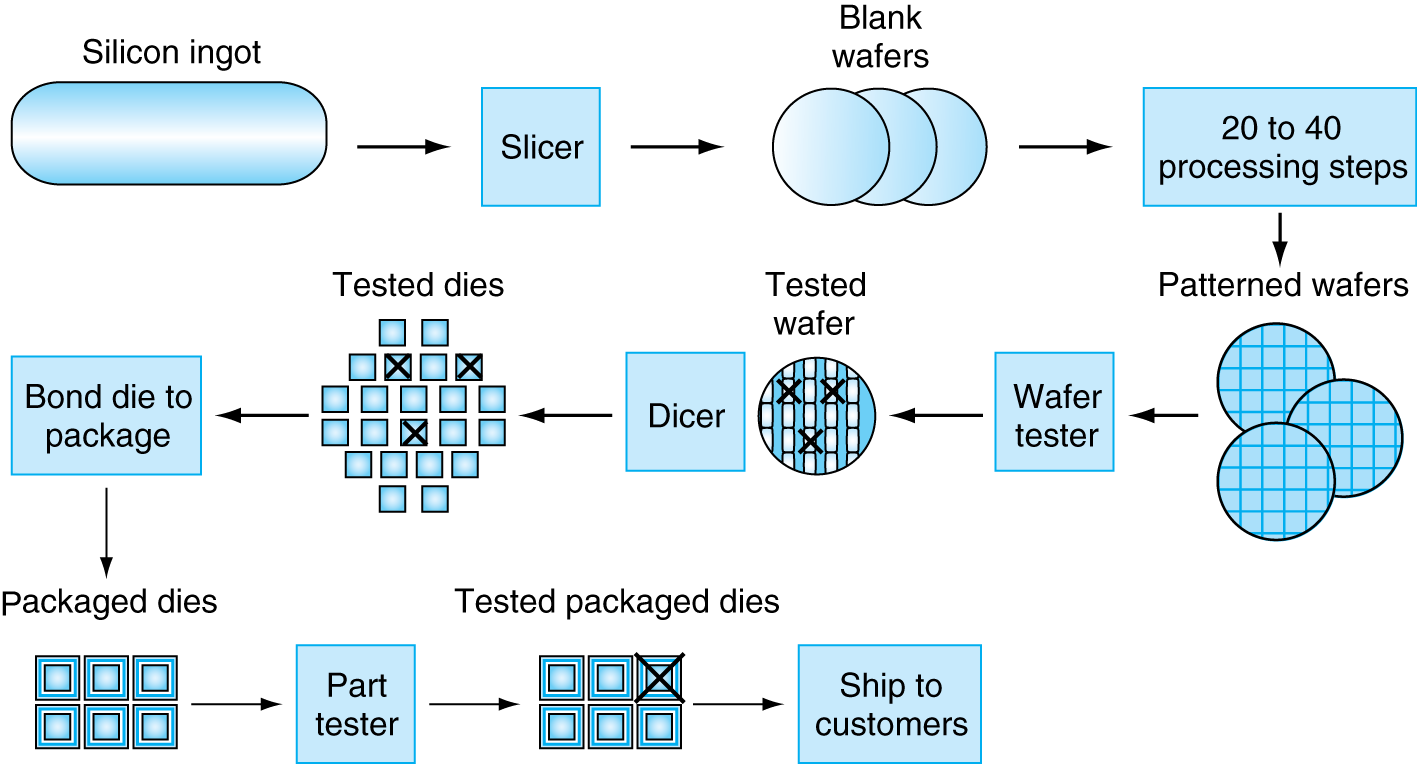 Silicon ingot
Slicer
Blank
wafers
20 to 40
processing steps
Patterned wafers
Wafer
tester
Tested
wafer
Dicer
Tested dies
Bond die to
package
Packaged dies
Part
tester
Tested packaged dies
Ship to
customers